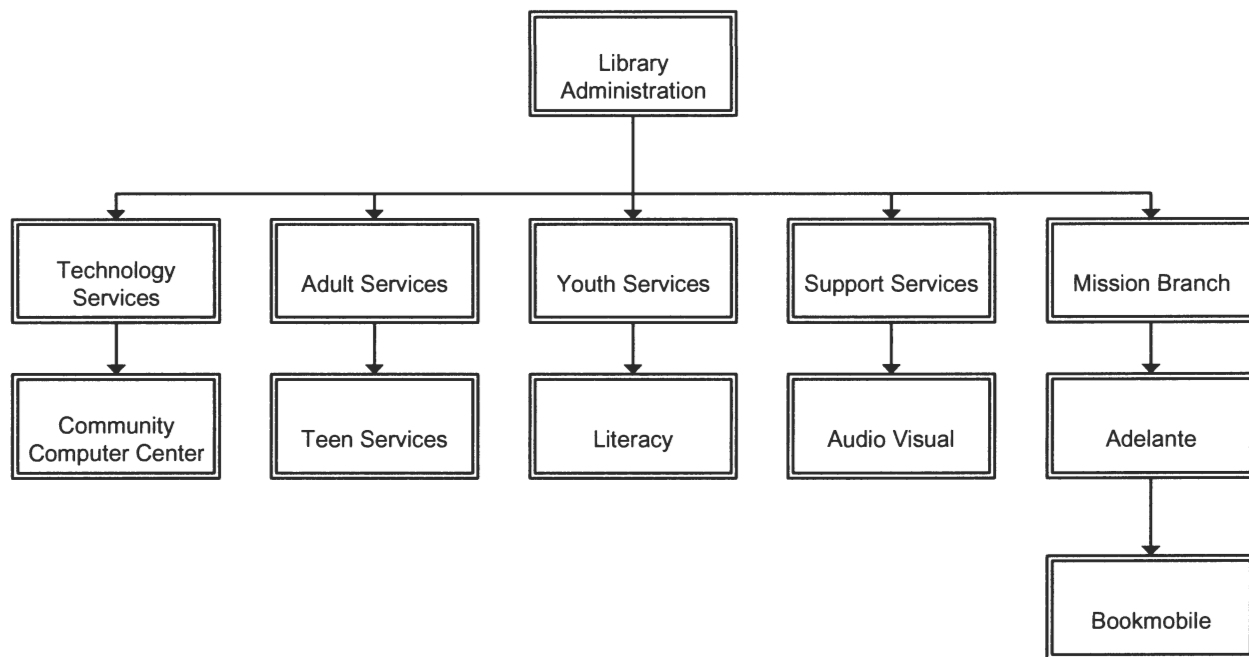 Library
Administration
Technology
Services
Adult Services
Youth Services
Support Services
Mission Branch
Community
Computer Center
Teen Services
Literacy
Audio Visual
Adelante
Bookmobile